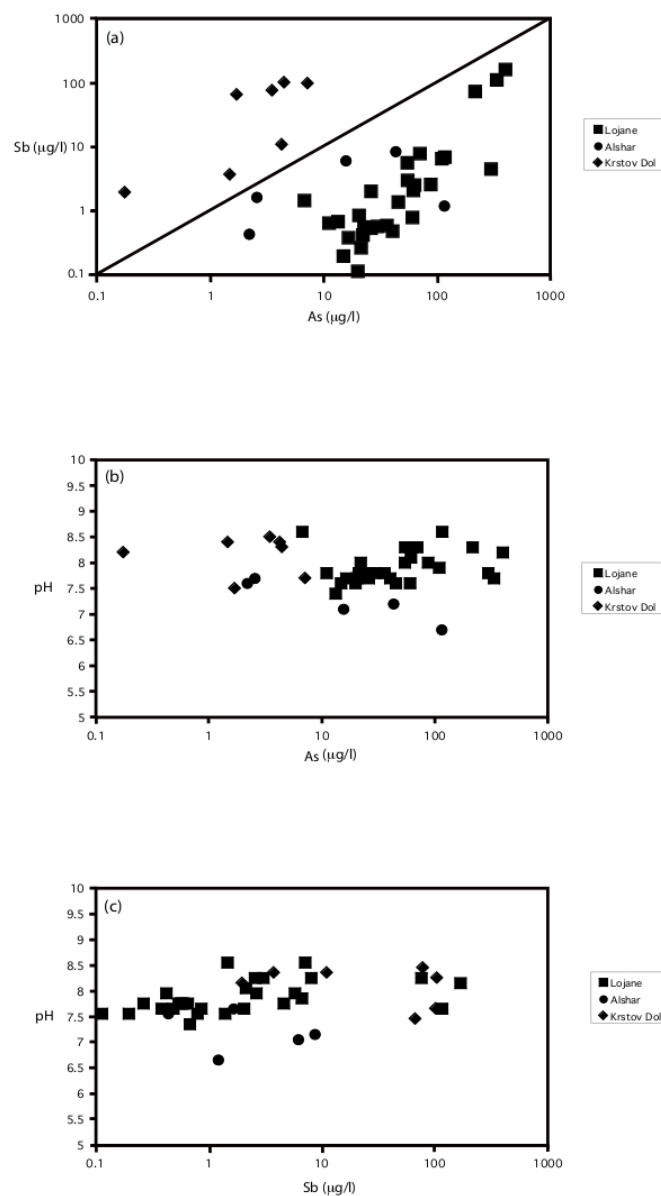 (a)
1000
100
Sb (μg/l) 10
1
0.1
0.1 1 10 100 1000
As (μg/l)
Lojane
Alshar
Krstov Dol
(b)
10
9.5
9
8.5
8
7.5
7
6.5
6
5.5
5
pH
0.1 1 10 100 1000
As (μg/l)
Lojane
Alshar
Krstov Dol
(c)
10
9.5
9
8.5
8
7.5
7
6.5
6
5.5
5
pH
0.1 1 10 100 1000
Sb (μg/l)
Lojane
Alshar
Krstov Dol